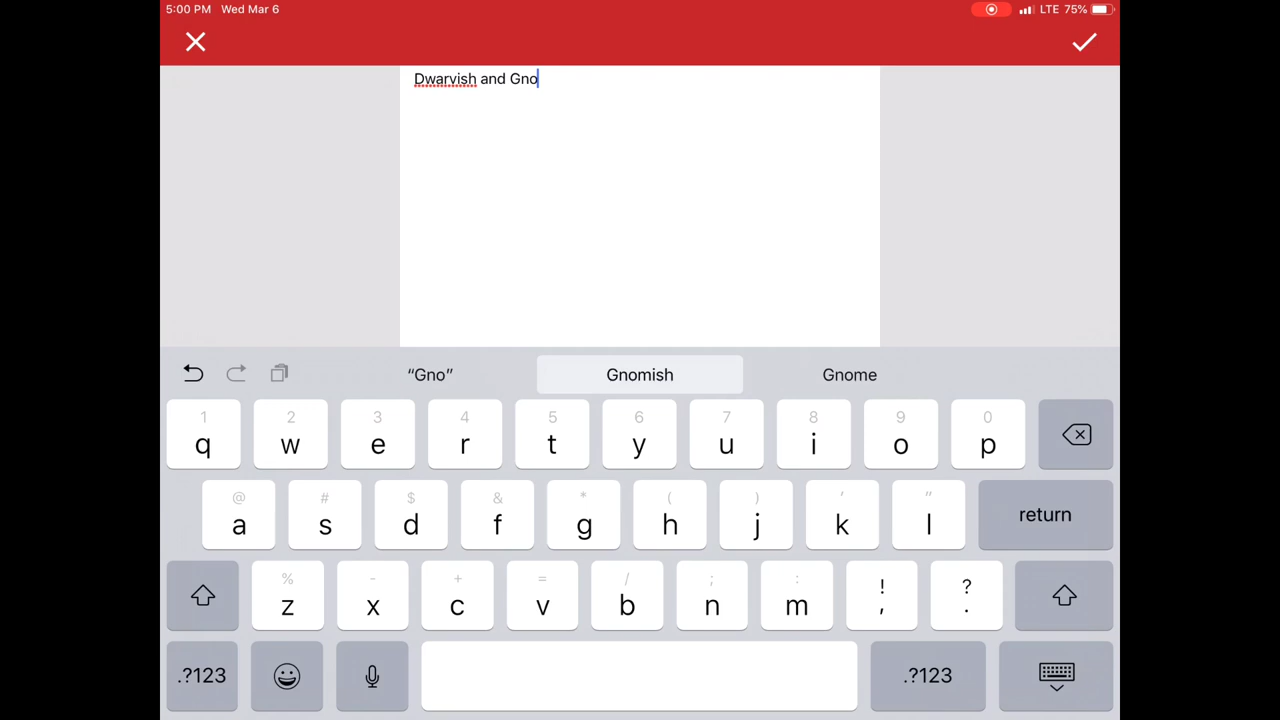 5:00 PM Wed Mar 6 LTE 75%
Dwarvish and Gno
“Gno” Gnomish Gnome
1 2 3 4 5 6 7 8 9 0
q w e r t y u i o p
@ # $ & * ( ) ' "
a s d f g h j k l return
% - + = / ; : ! ?
z x c v b n m , .
.?123 .?123